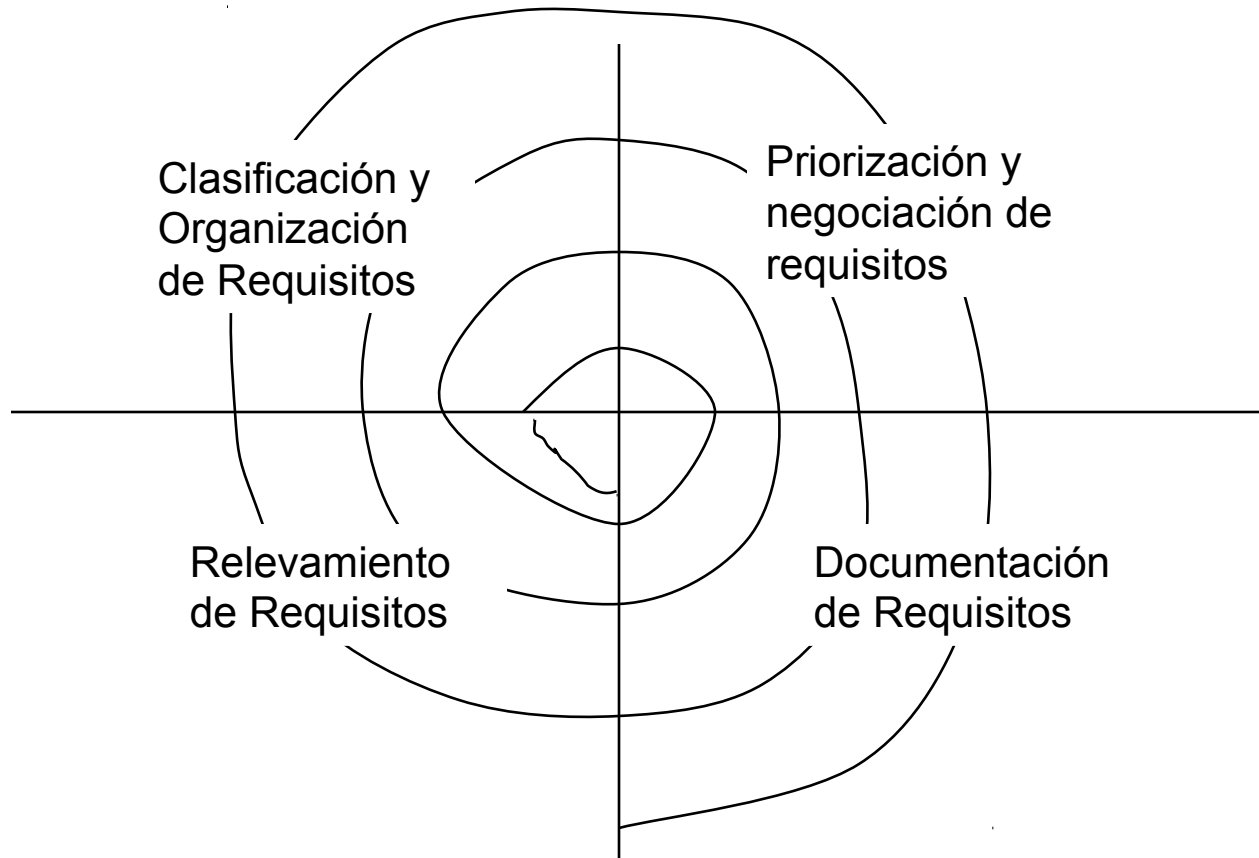 Clasificación y
Organización
de Requisitos
Priorización y
negociación de
requisitos
Relevamiento
de Requisitos
Documentación
de Requisitos